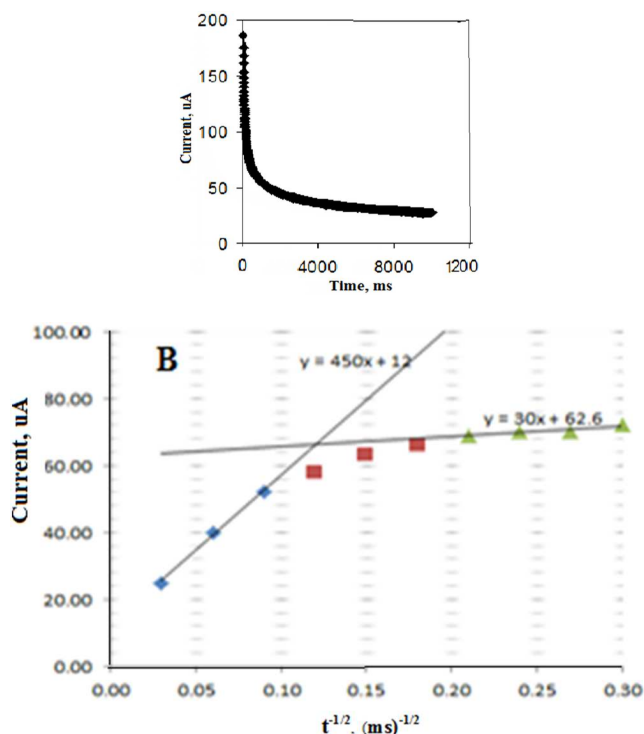 200
150
Current, uA
100
50
0
0 4000 8000 1200
Time, ms
100.00
B
y = 450x + 12
80.00
y = 30x + 62.6
Current, uA
60.00
40.00
20.00
0.00
0.00 0.05 0.10 0.15 0.20 0.25 0.30
t-1/2, (ms)-1/2